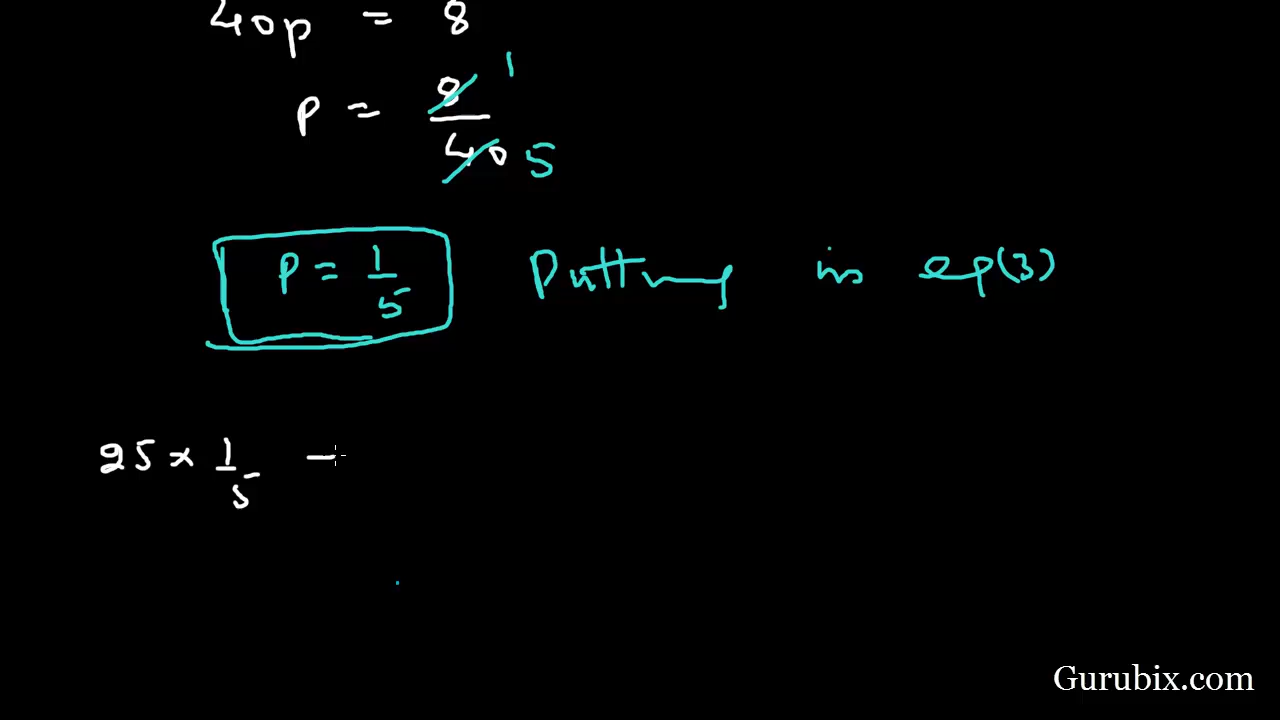 40p = 8
p = 8/40 1 5
P = 1/5 Putting in eq(3)
25 × 1/5 −
Gurubix.com